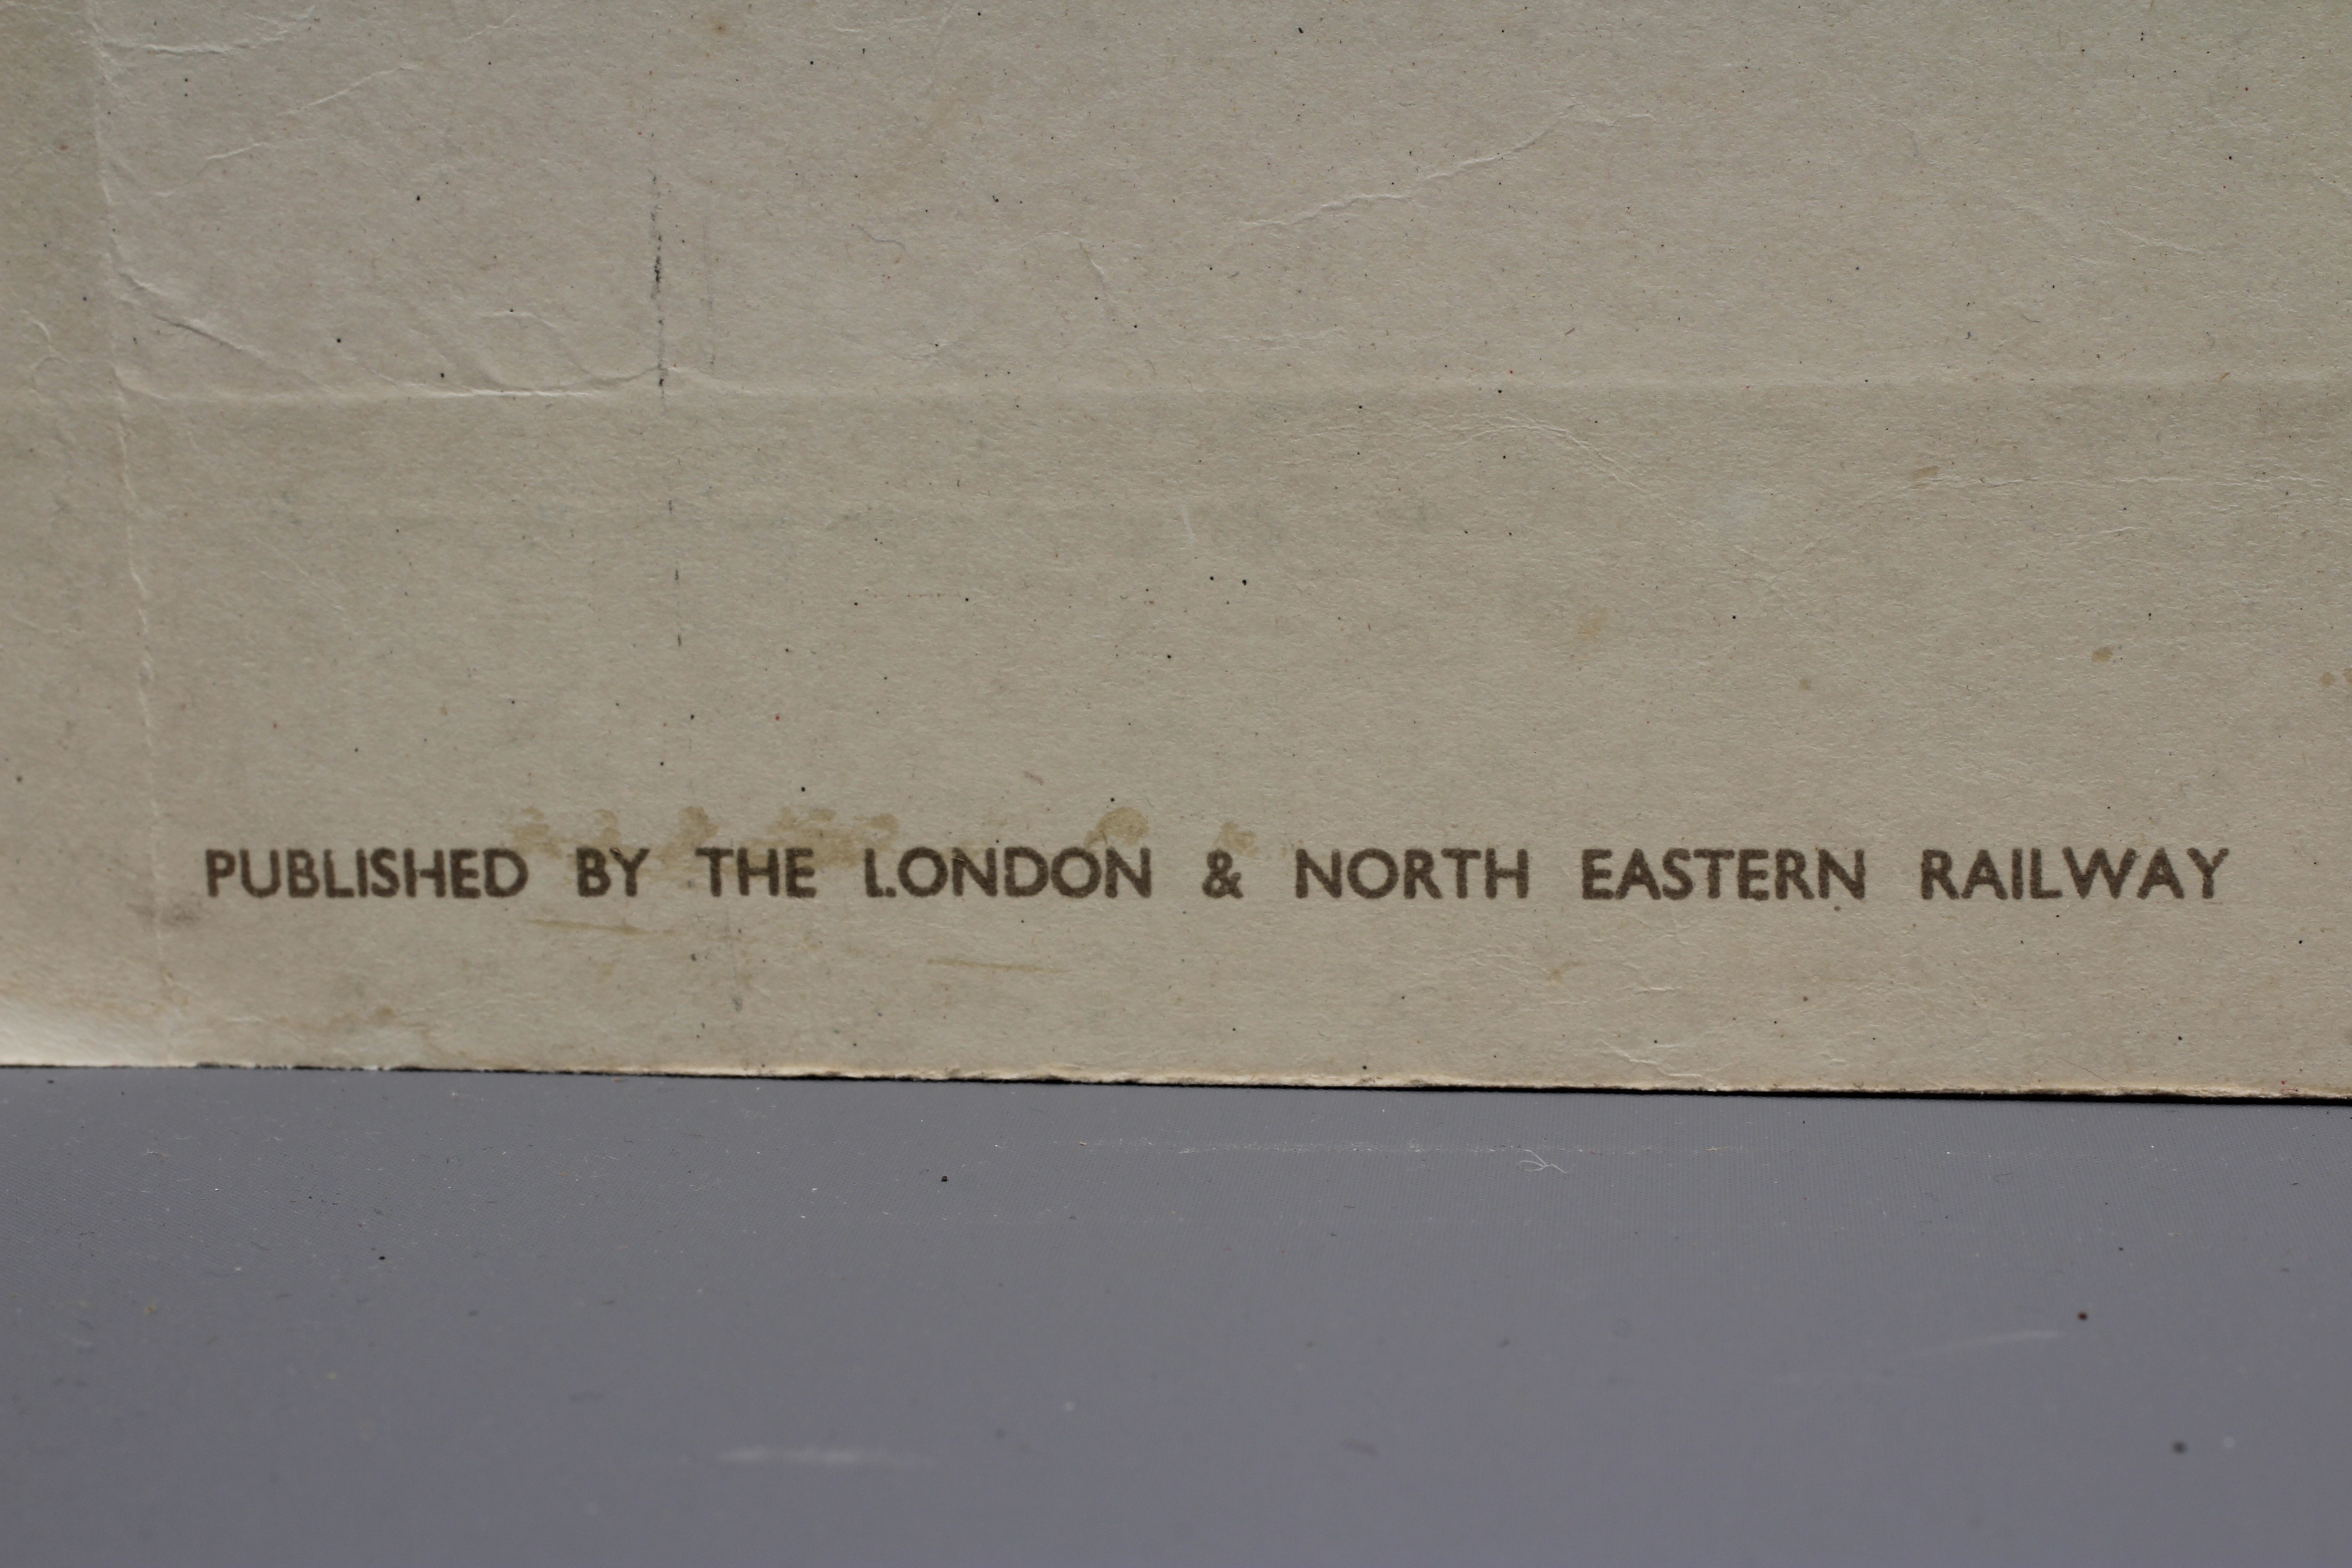 PUBLISHED BY THE LONDON & NORTH EASTERN RAILWAY